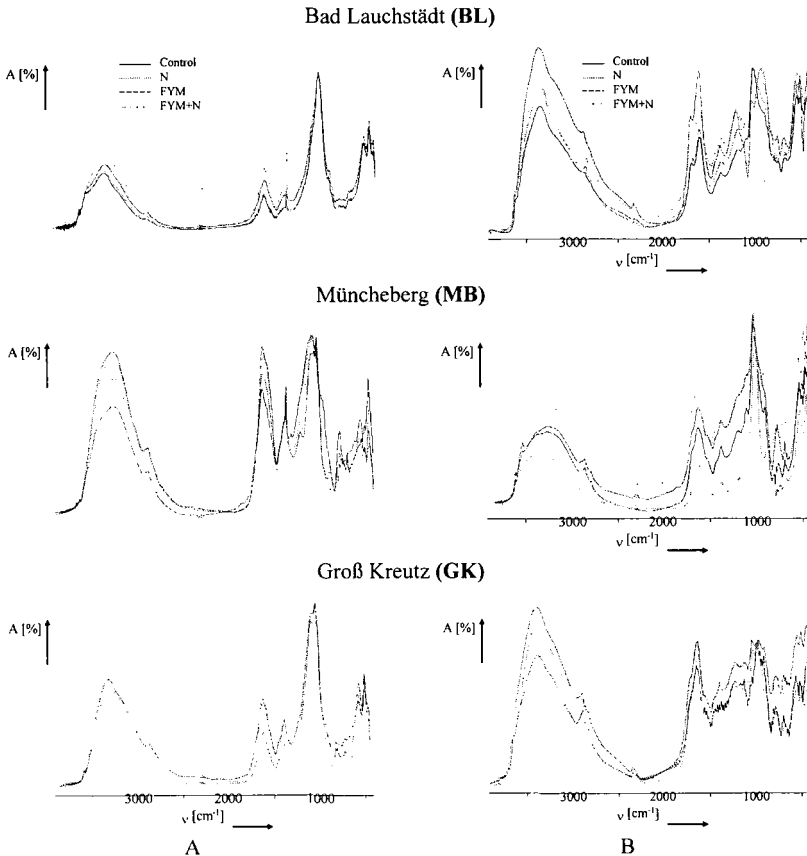 Bad Lauchstädt (BL)
A [%]
Control
N
FYM
FYM+N
A [%]
Control
N
FYM
FYM+N
3000 2000 1000
ν [cm⁻¹]
Müncheberg (MB)
A [%]
A [%]
3000 2000 1000
ν [cm⁻¹]
Groß Kreutz (GK)
A [%]
A [%]
3000 2000 1000
ν [cm⁻¹]
3000 2000 1000
ν [cm⁻¹]
A
B